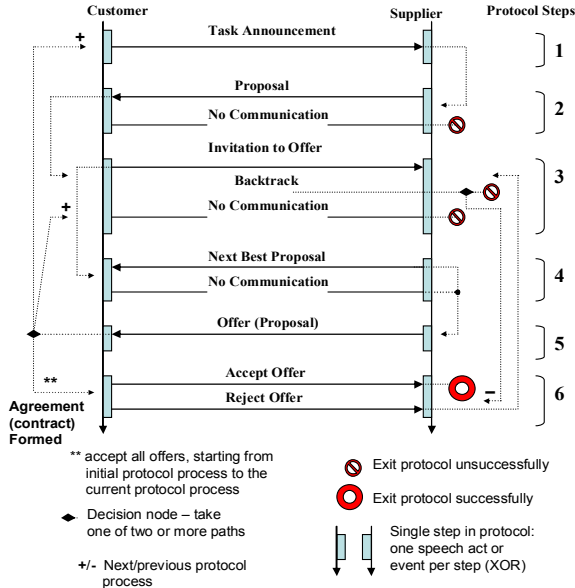 Customer
Supplier
Protocol Steps
Task Announcement
+
1
Proposal
2
No Communication
Invitation to Offer
3
Backtrack
+
No Communication
Next Best Proposal
4
No Communication
Offer (Proposal)
5
**
Accept Offer
–
6
Reject Offer
Agreement
(contract)
Formed
** accept all offers, starting from
initial protocol process to the
current protocol process
Decision node – take
one of two or more paths
+/- Next/previous protocol
process
Exit protocol unsuccessfully
Exit protocol successfully
Single step in protocol:
one speech act or
event per step (XOR)